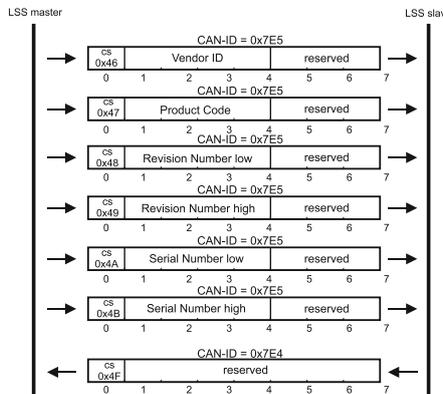 LSS master LSS slav
CAN-ID = 0x7E5
cs 0x46 Vendor ID reserved
0 1 2 3 4 5 6 7
CAN-ID = 0x7E5
cs 0x47 Product Code reserved
0 1 2 3 4 5 6 7
CAN-ID = 0x7E5
cs 0x48 Revision Number low reserved
0 1 2 3 4 5 6 7
CAN-ID = 0x7E5
cs 0x49 Revision Number high reserved
0 1 2 3 4 5 6 7
CAN-ID = 0x7E5
cs 0x4A Serial Number low reserved
0 1 2 3 4 5 6 7
CAN-ID = 0x7E5
cs 0x4B Serial Number high reserved
0 1 2 3 4 5 6 7
CAN-ID = 0x7E4
cs 0x4F reserved
0 1 2 3 4 5 6 7